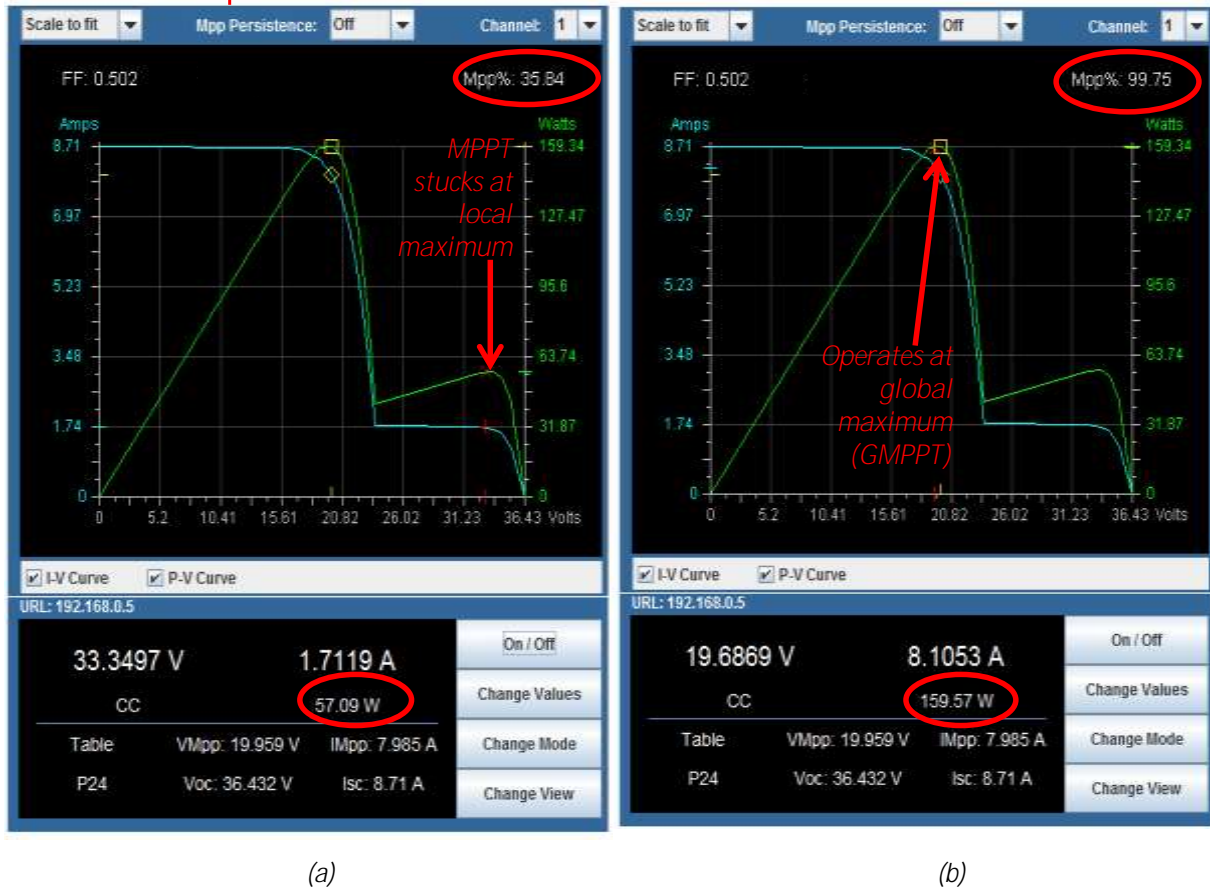 Scale to fit Mpp Persistence: Off Channel: 1
FF: 0.502 Mpp%: 35.84
Amps Watts
8.71 159.34
MPPT
stucks at
local
maximum
6.97 127.47
5.23 95.6
3.48 63.74
1.74 31.87
0 0
0 5.2 10.41 15.61 20.82 26.02 31.23 36.43 Volts
I-V Curve P-V Curve
URL: 192.168.0.5
33.3497 V 1.7119 A
CC 57.09 W
Table VMpp: 19.959 V IMpp: 7.985 A
P24 Voc: 36.432 V Isc: 8.71 A
On / Off
Change Values
Change Mode
Change View
(a)
Scale to fit Mpp Persistence: Off Channel: 1
FF: 0.502 Mpp%: 99.75
Amps Watts
8.71 159.34
6.97 127.47
5.23 95.6
Operates at
global
maximum
(GMPPT)
3.48 63.74
1.74 31.87
0 0
0 5.2 10.41 15.61 20.82 26.02 31.23 36.43 Volts
I-V Curve P-V Curve
URL: 192.168.0.5
19.6869 V 8.1053 A
CC 159.57 W
Table VMpp: 19.959 V IMpp: 7.985 A
P24 Voc: 36.432 V Isc: 8.71 A
On / Off
Change Values
Change Mode
Change View
(b)